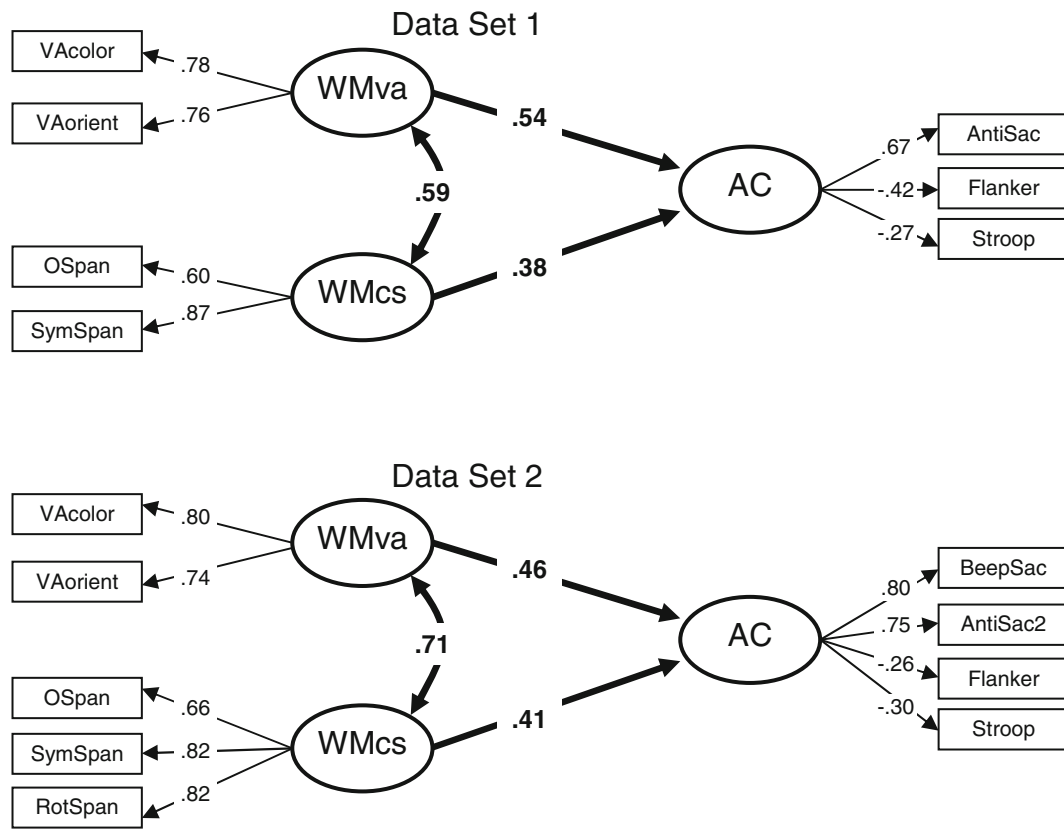 Data Set 1
VAcolor
VAorient
.78
.76
WMva
.59
OSpan
SymSpan
.60
.87
WMcs
.54
.38
AC
.67
-.42
-.27
AntiSac
Flanker
Stroop
Data Set 2
VAcolor
VAorient
.80
.74
WMva
.71
OSpan
SymSpan
RotSpan
.66
.82
.82
WMcs
.46
.41
AC
.80
.75
-.26
-.30
BeepSac
AntiSac2
Flanker
Stroop